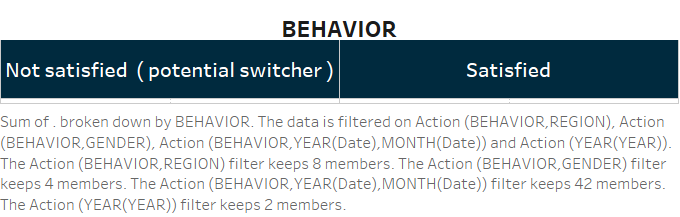 BEHAVIOR
Not satisfied ( potential switcher )
Satisfied
Sum of . broken down by BEHAVIOR. The data is filtered on Action (BEHAVIOR,REGION), Action
(BEHAVIOR,GENDER), Action (BEHAVIOR,YEAR(Date),MONTH(Date)) and Action (YEAR(YEAR)).
The Action (BEHAVIOR,REGION) filter keeps 8 members. The Action (BEHAVIOR,GENDER) filter
keeps 4 members. The Action (BEHAVIOR,YEAR(Date),MONTH(Date)) filter keeps 42 members.
The Action (YEAR(YEAR)) filter keeps 2 members.